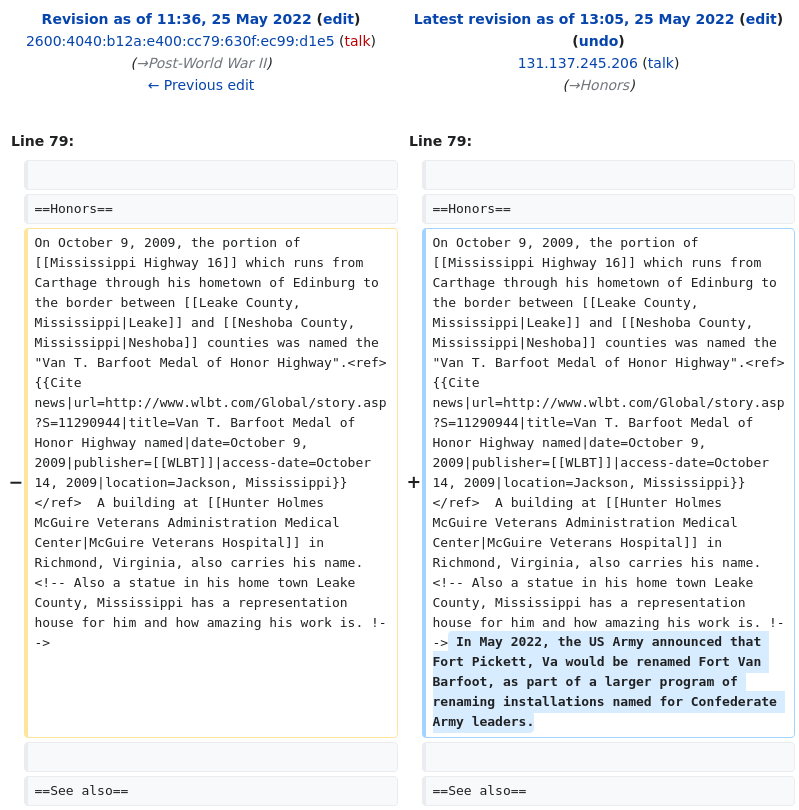 Revision as of 11:36, 25 May 2022 (edit)
2600:4040:b12a:e400:cc79:630f:ec99:d1e5 (talk)
(→Post-World War II)
← Previous edit
Latest revision as of 13:05, 25 May 2022 (edit)
(undo)
131.137.245.206 (talk)
(→Honors)
Line 79:
Line 79:
==Honors==
==Honors==
−
On October 9, 2009, the portion of
[[Mississippi Highway 16]] which runs from
Carthage through his hometown of Edinburg to
the border between [[Leake County,
Mississippi|Leake]] and [[Neshoba County,
Mississippi|Neshoba]] counties was named the
"Van T. Barfoot Medal of Honor Highway".<ref>
{{Cite
news|url=http://www.wlbt.com/Global/story.asp
?S=11290944|title=Van T. Barfoot Medal of
Honor Highway named|date=October 9,
2009|publisher=[[WLBT]]|access-date=October
14, 2009|location=Jackson, Mississippi}}
</ref>  A building at [[Hunter Holmes
McGuire Veterans Administration Medical
Center|McGuire Veterans Hospital]] in
Richmond, Virginia, also carries his name.
<!-- Also a statue in his home town Leake
County, Mississippi has a representation
house for him and how amazing his work is. !-
->
+
On October 9, 2009, the portion of
[[Mississippi Highway 16]] which runs from
Carthage through his hometown of Edinburg to
the border between [[Leake County,
Mississippi|Leake]] and [[Neshoba County,
Mississippi|Neshoba]] counties was named the
"Van T. Barfoot Medal of Honor Highway".<ref>
{{Cite
news|url=http://www.wlbt.com/Global/story.asp
?S=11290944|title=Van T. Barfoot Medal of
Honor Highway named|date=October 9,
2009|publisher=[[WLBT]]|access-date=October
14, 2009|location=Jackson, Mississippi}}
</ref>  A building at [[Hunter Holmes
McGuire Veterans Administration Medical
Center|McGuire Veterans Hospital]] in
Richmond, Virginia, also carries his name.
<!-- Also a statue in his home town Leake
County, Mississippi has a representation
house for him and how amazing his work is. !-
-> In May 2022, the US Army announced that
Fort Pickett, Va would be renamed Fort Van
Barfoot, as part of a larger program of
renaming installations named for Confederate
Army leaders.
==See also==
==See also==